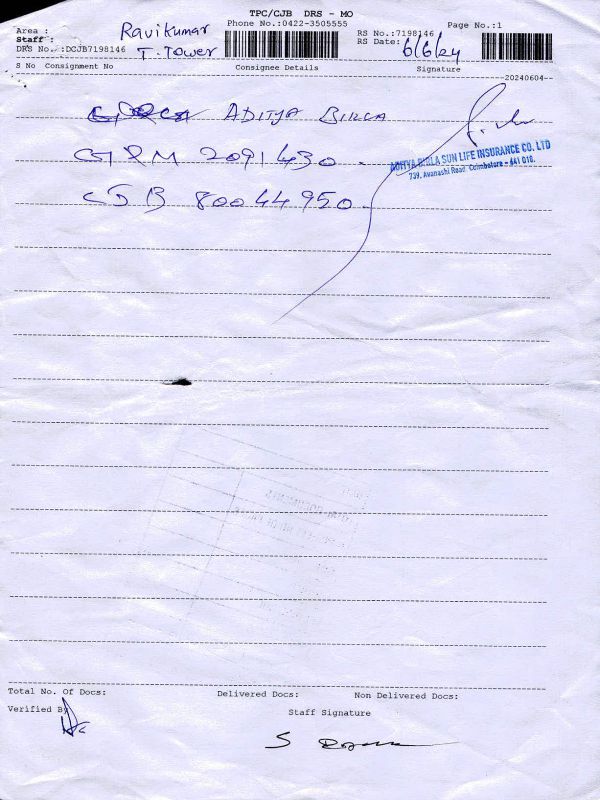 TPC/CJB DRS - MO
Phone No.:0422-3505555
Page No.:1
Area :
Ravikumar
RS No.:7198146
Staff :
RS Date: 6/6/24
DRS No. :DCJB7198146
T. Tower
S No Consignment No Consignee Details Signature
20240604
ADITYA BIRLA
2091430
ADITYA BIRLA SUN LIFE INSURANCE CO. LTD
739, Avanashi Road Coimbatore - 641 018.
CJB 80044950
Total No. Of Docs: Delivered Docs: Non Delivered Docs:
Verified By
Staff Signature